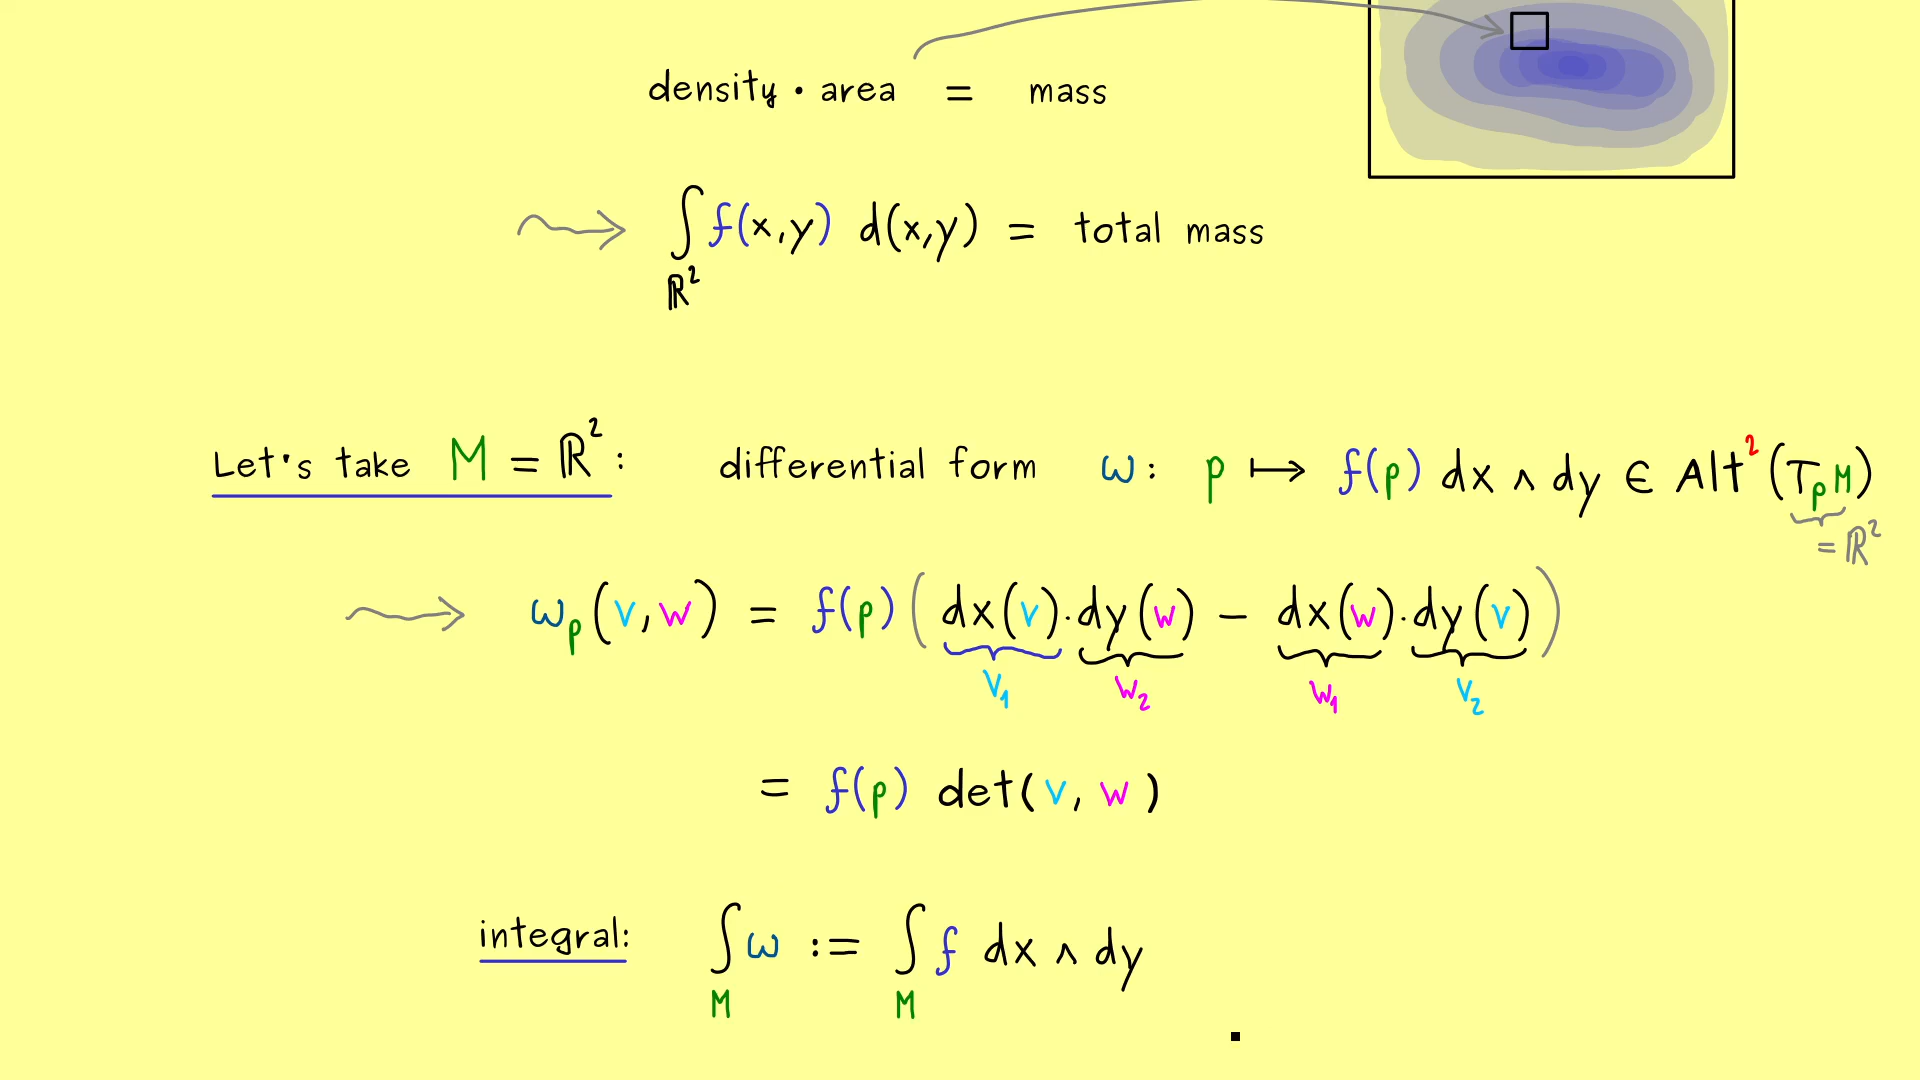 density · area = mass
⇝ ∫_{ℝ²} f(x,y) d(x,y) = total mass
Let's take M = ℝ²: differential form ω: p ↦ f(p) dx ∧ dy ∈ Alt²(T_p M)
= ℝ²
⇝ ω_p(v,w) = f(p) ( dx(v)·dy(w) − dx(w)·dy(v) )
v₁ w₂ w₁ v₂
= f(p) det(v, w)
integral: ∫_M ω := ∫_M f dx ∧ dy